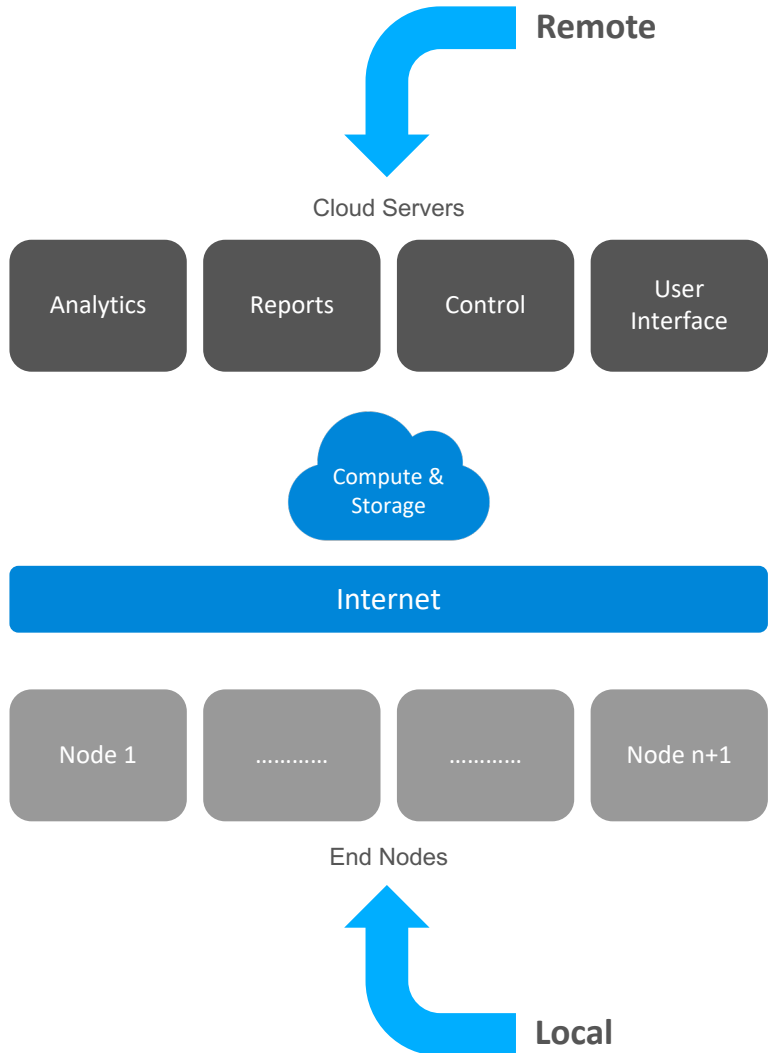 Remote
Cloud Servers
Analytics
Reports
Control
User
Interface
Compute &
Storage
Internet
Node 1
…………
…………
Node n+1
End Nodes
Local